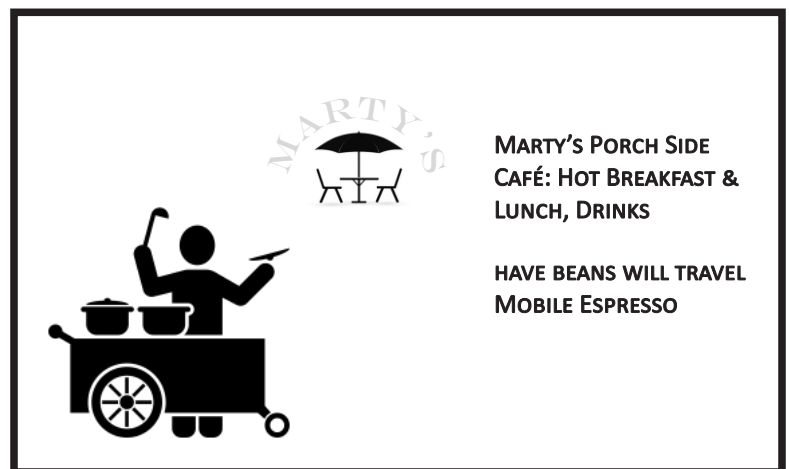 MARTY'S
Marty's Porch Side
Café: Hot Breakfast &
Lunch, Drinks
have beans will travel
Mobile Espresso